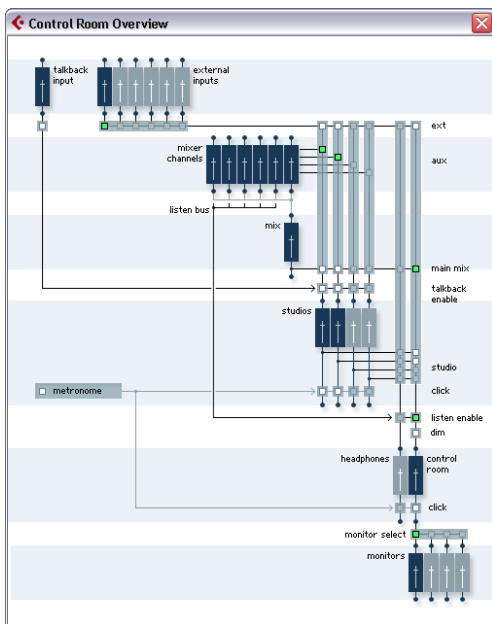 Control Room Overview
talkback
input
external
inputs
ext
mixer
channels
aux
listen bus
mix
main mix
talkback
enable
studios
studio
metronome
click
listen enable
dim
headphones
control
room
click
monitor select
monitors